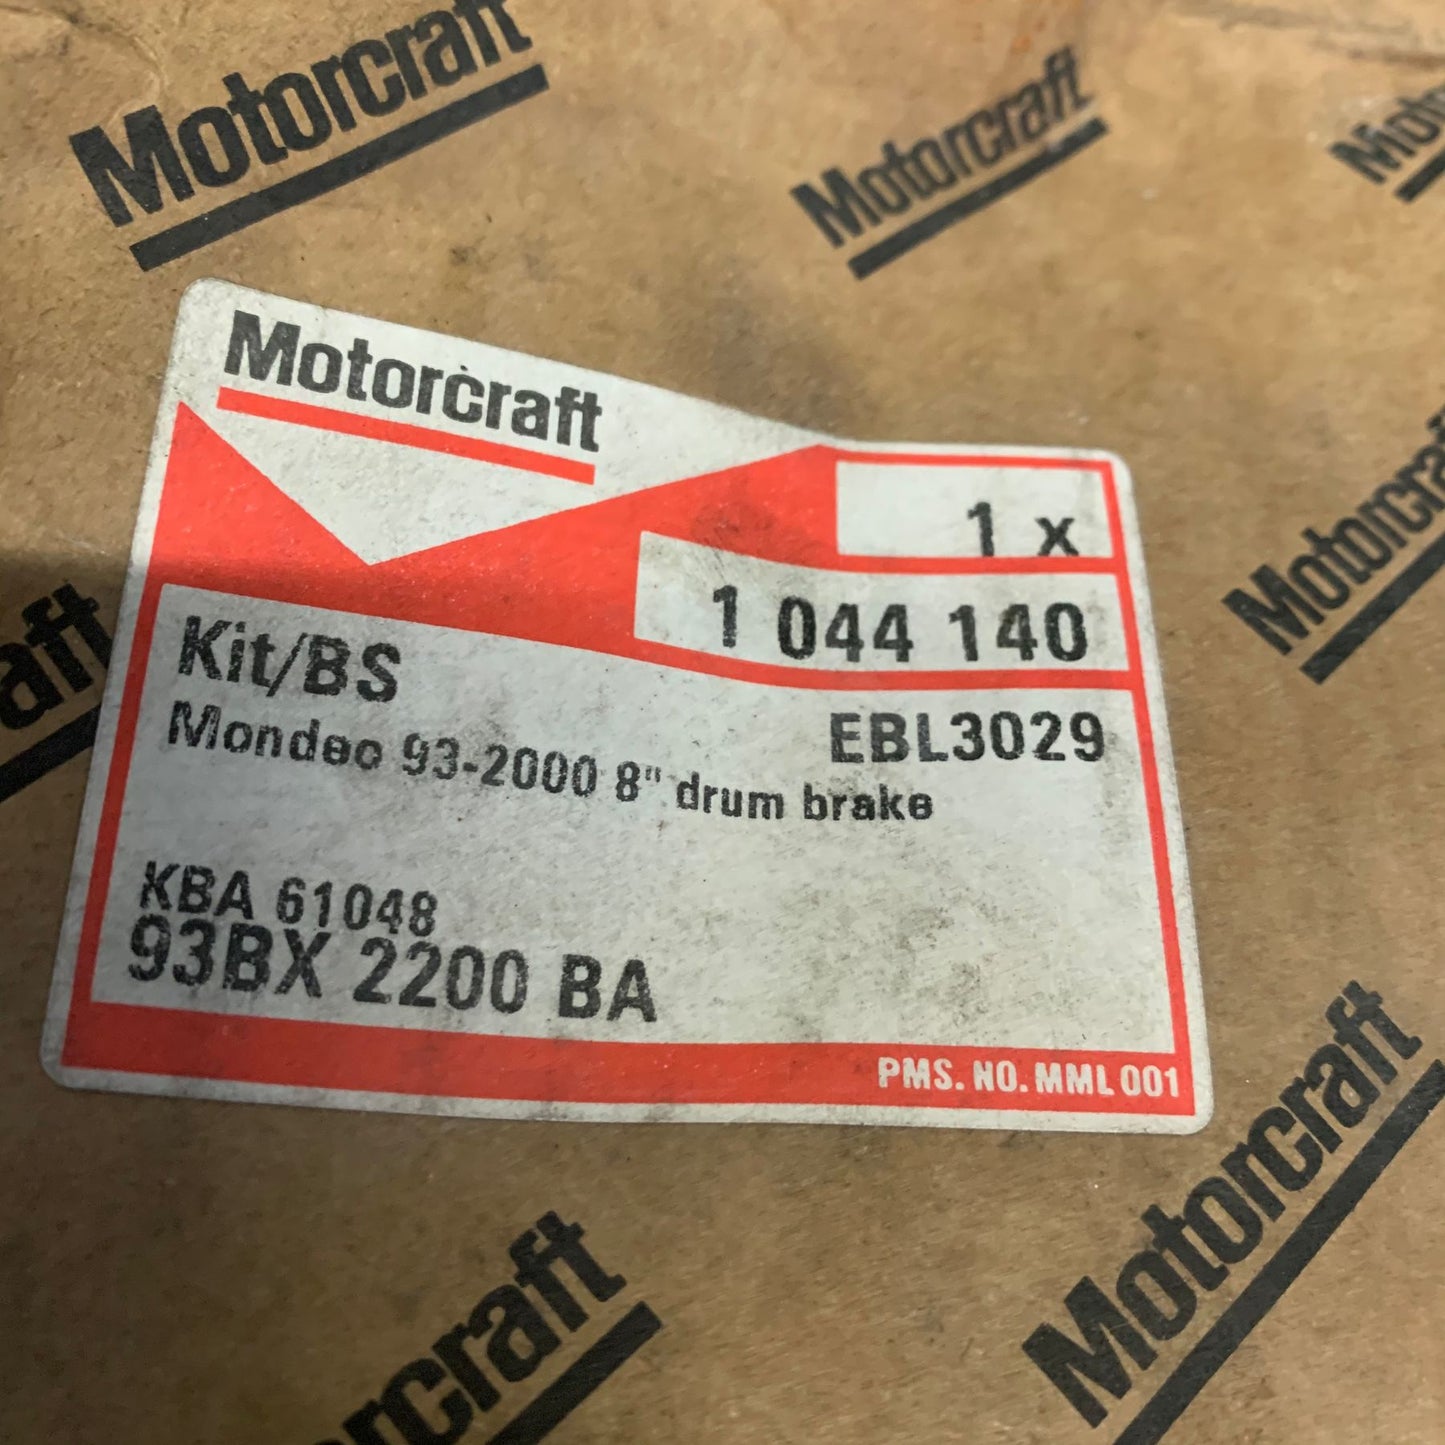 Motorcraft
Motorcraft
Motorcraft
1 x
1 044 140
Kit/BS
EBL3029
Mondeo 93-2000 8" drum brake
KBA 61048
93BX 2200 BA
PMS. NO. MML 001
Motorcraft
Motorcraft